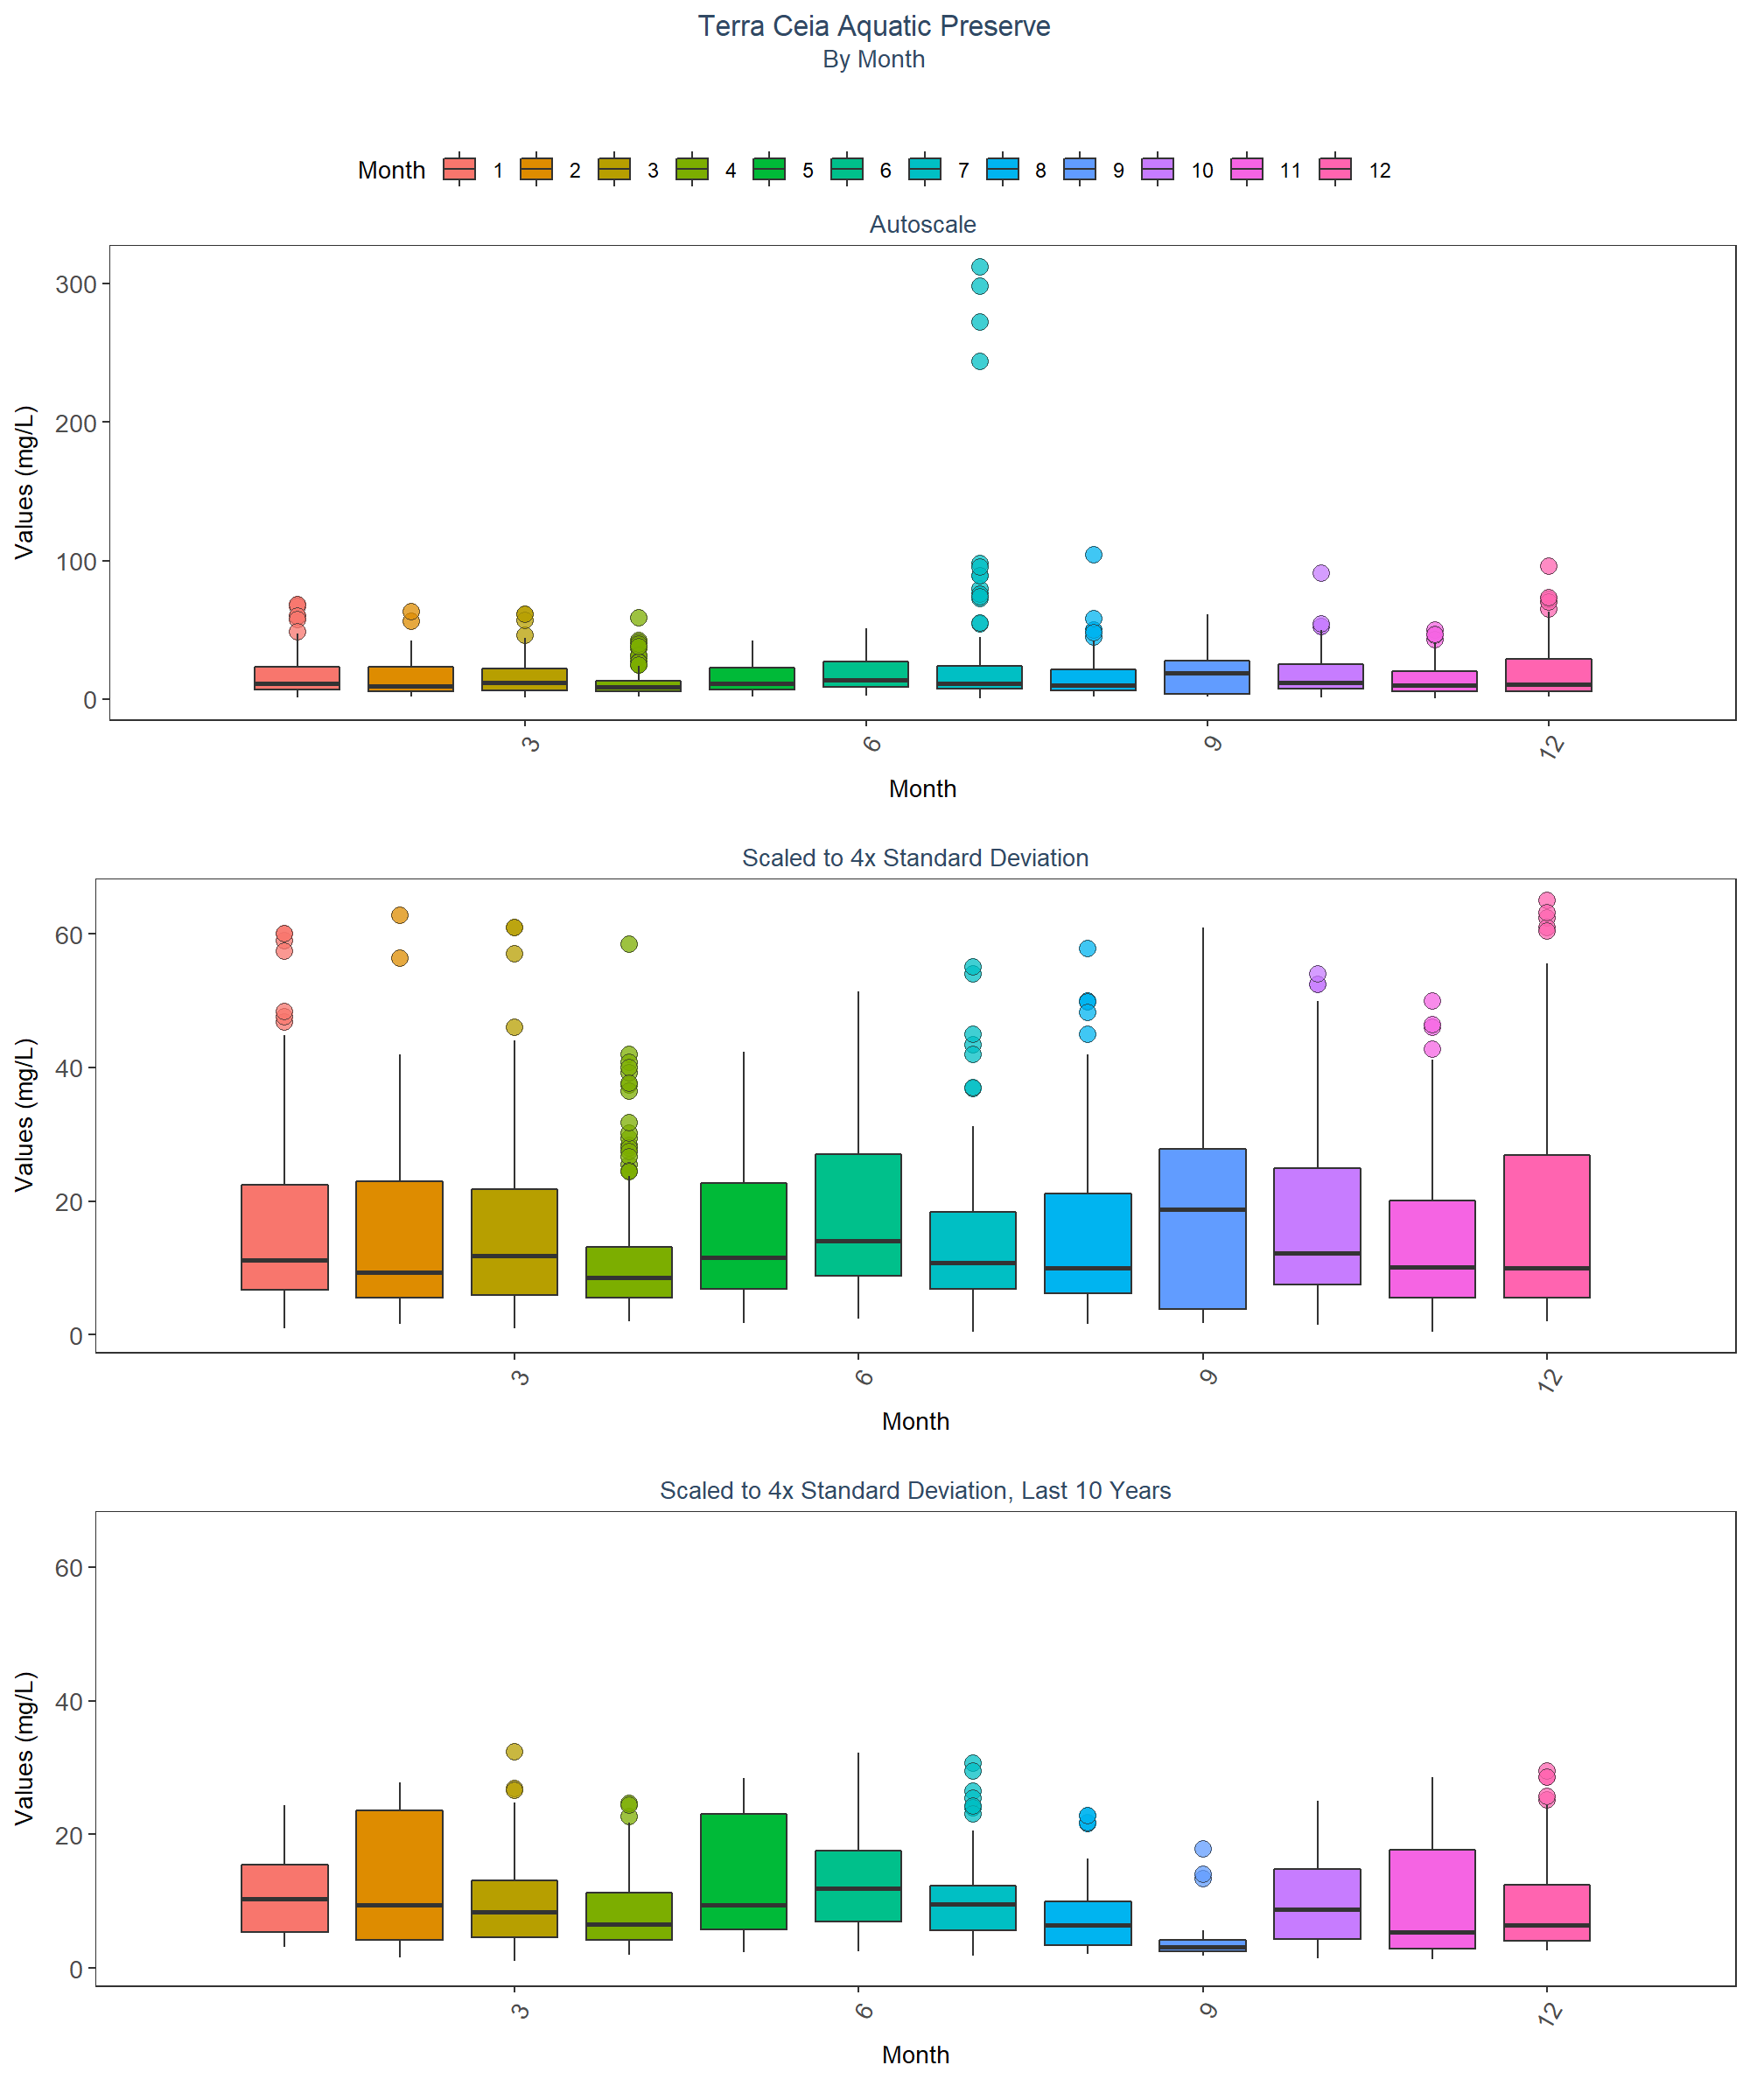 Terra Ceia Aquatic Preserve
By Month
Month 1 2 3 4 5 6 7 8 9 10 11 12
Autoscale
Values (mg/L)
300
200
100
0
3 6 9 12
Month
Scaled to 4x Standard Deviation
Values (mg/L)
60
40
20
0
3 6 9 12
Month
Scaled to 4x Standard Deviation, Last 10 Years
Values (mg/L)
60
40
20
0
3 6 9 12
Month